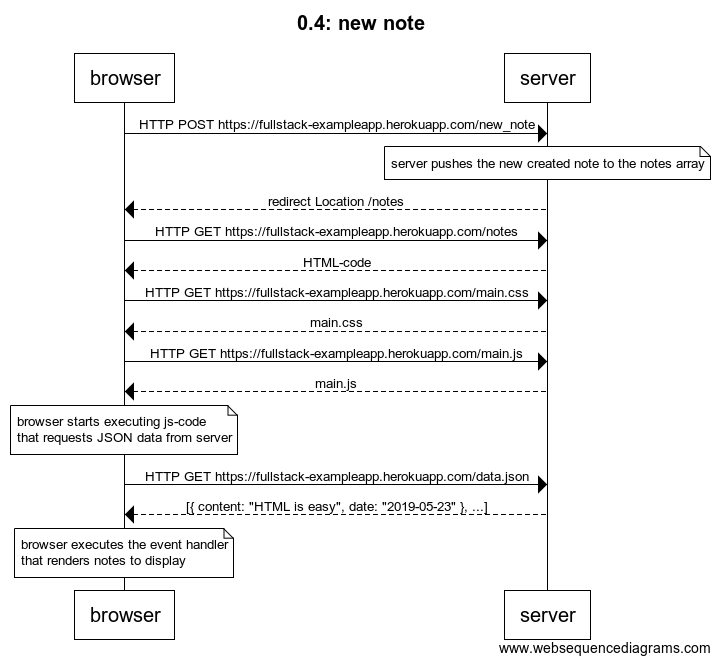 0.4: new note
browser
server
HTTP POST https://fullstack-exampleapp.herokuapp.com/new_note
server pushes the new created note to the notes array
redirect Location /notes
HTTP GET https://fullstack-exampleapp.herokuapp.com/notes
HTML-code
HTTP GET https://fullstack-exampleapp.herokuapp.com/main.css
main.css
HTTP GET https://fullstack-exampleapp.herokuapp.com/main.js
main.js
browser starts executing js-code
that requests JSON data from server
HTTP GET https://fullstack-exampleapp.herokuapp.com/data.json
[{ content: "HTML is easy", date: "2019-05-23" }, ...]
browser executes the event handler
that renders notes to display
browser
server
www.websequencediagrams.com